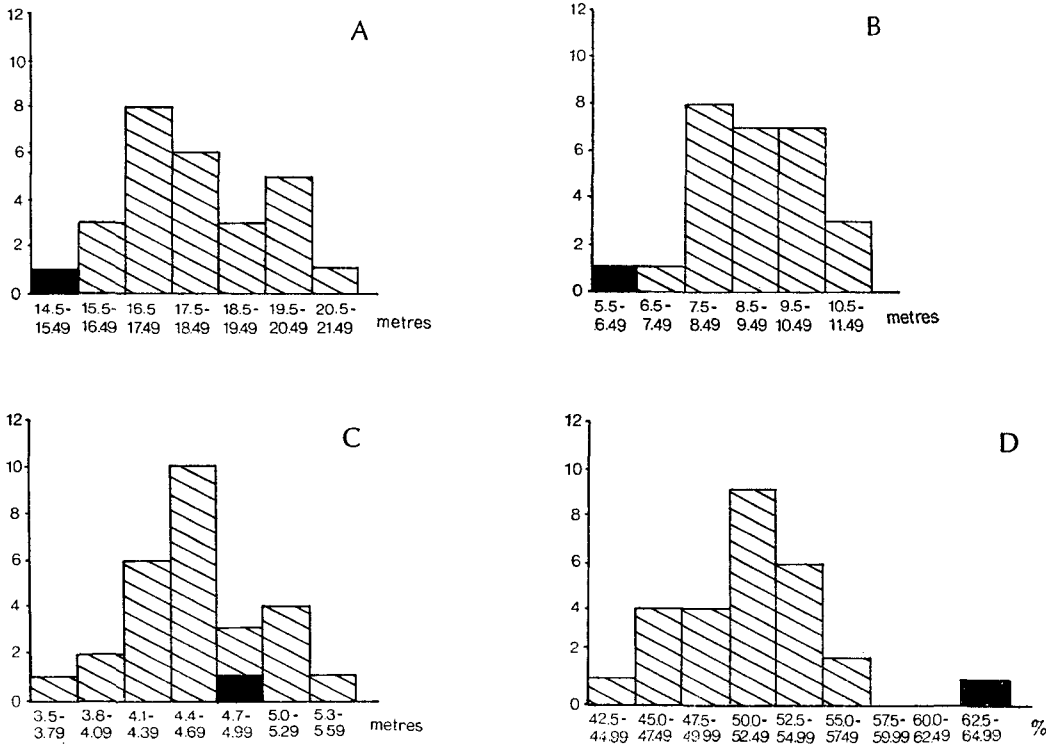 A
12
10
8
6
4
2
0
14.5- 15.5- 16.5 17.5- 18.5- 19.5- 20.5-
15.49 16.49 17.49 18.49 19.49 20.49 21.49
metres
B
12
10
8
6
4
2
0
5.5- 6.5- 7.5- 8.5- 9.5- 10.5-
6.49 7.49 8.49 9.49 10.49 11.49
metres
C
12
10
8
6
4
2
0
3.5- 3.8- 4.1- 4.4- 4.7- 5.0- 5.3-
3.79 4.09 4.39 4.69 4.99 5.29 5.59
metres
D
12
10
8
6
4
2
0
42.5- 45.0- 47.5- 50.0- 52.5- 55.0- 57.5- 60.0- 62.5-
44.99 47.49 49.99 52.49 54.99 57.49 59.99 62.49 64.99
%